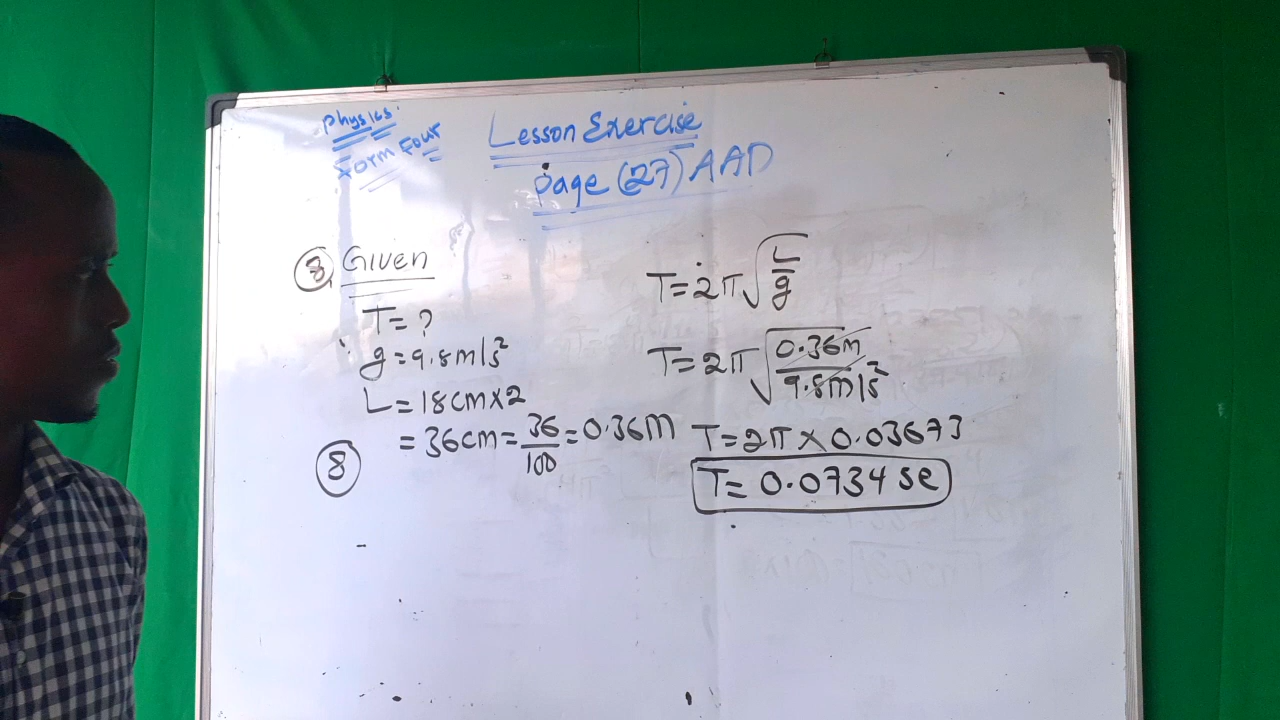 Physics
Form Four
Lesson Exercise
page (27) AAD
8 Given
T= ?
g = 9.8m/s²
L = 18cm×2
= 36cm = 36/100 = 0.36m
8
T= 2π√L/g
T= 2π√0.36m/9.8m/s²
T= 2π × 0.03673
T= 0.0734 se